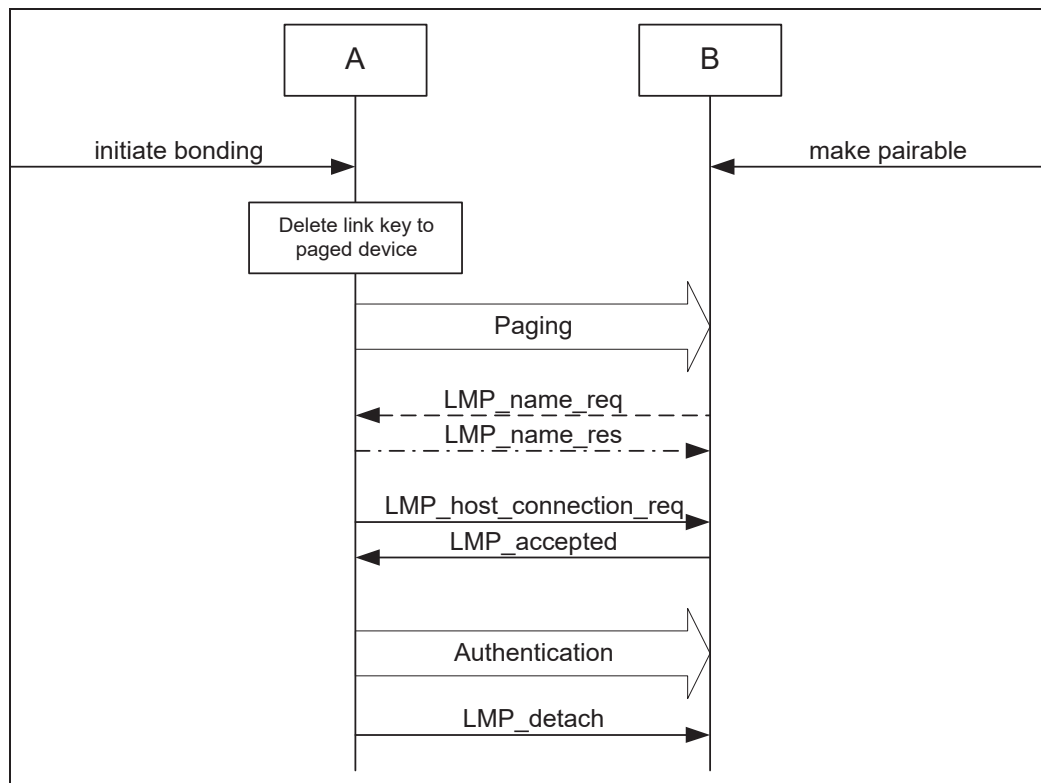 A
B
initiate bonding
make pairable
Delete link key to
paged device
Paging
LMP_name_req
LMP_name_res
LMP_host_connection_req
LMP_accepted
Authentication
LMP_detach